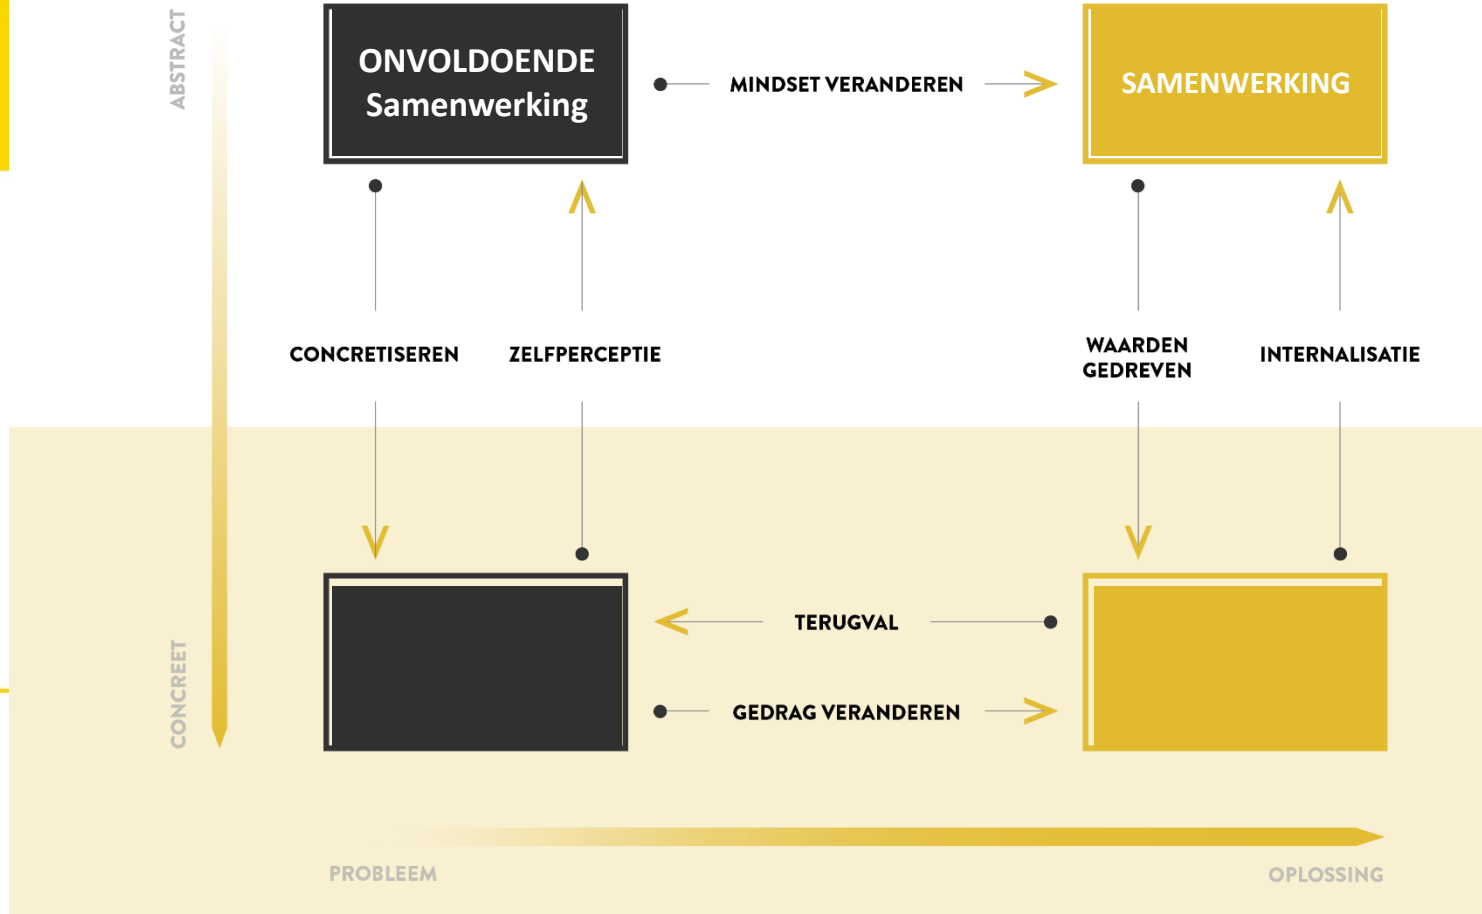 ABSTRACT
ONVOLDOENDE
Samenwerking
MINDSET VERANDEREN
SAMENWERKING
CONCRETISEREN
ZELFPERCEPTIE
WAARDEN
GEDREVEN
INTERNALISATIE
CONCREET
TERUGVAL
GEDRAG VERANDEREN
PROBLEEM
OPLOSSING